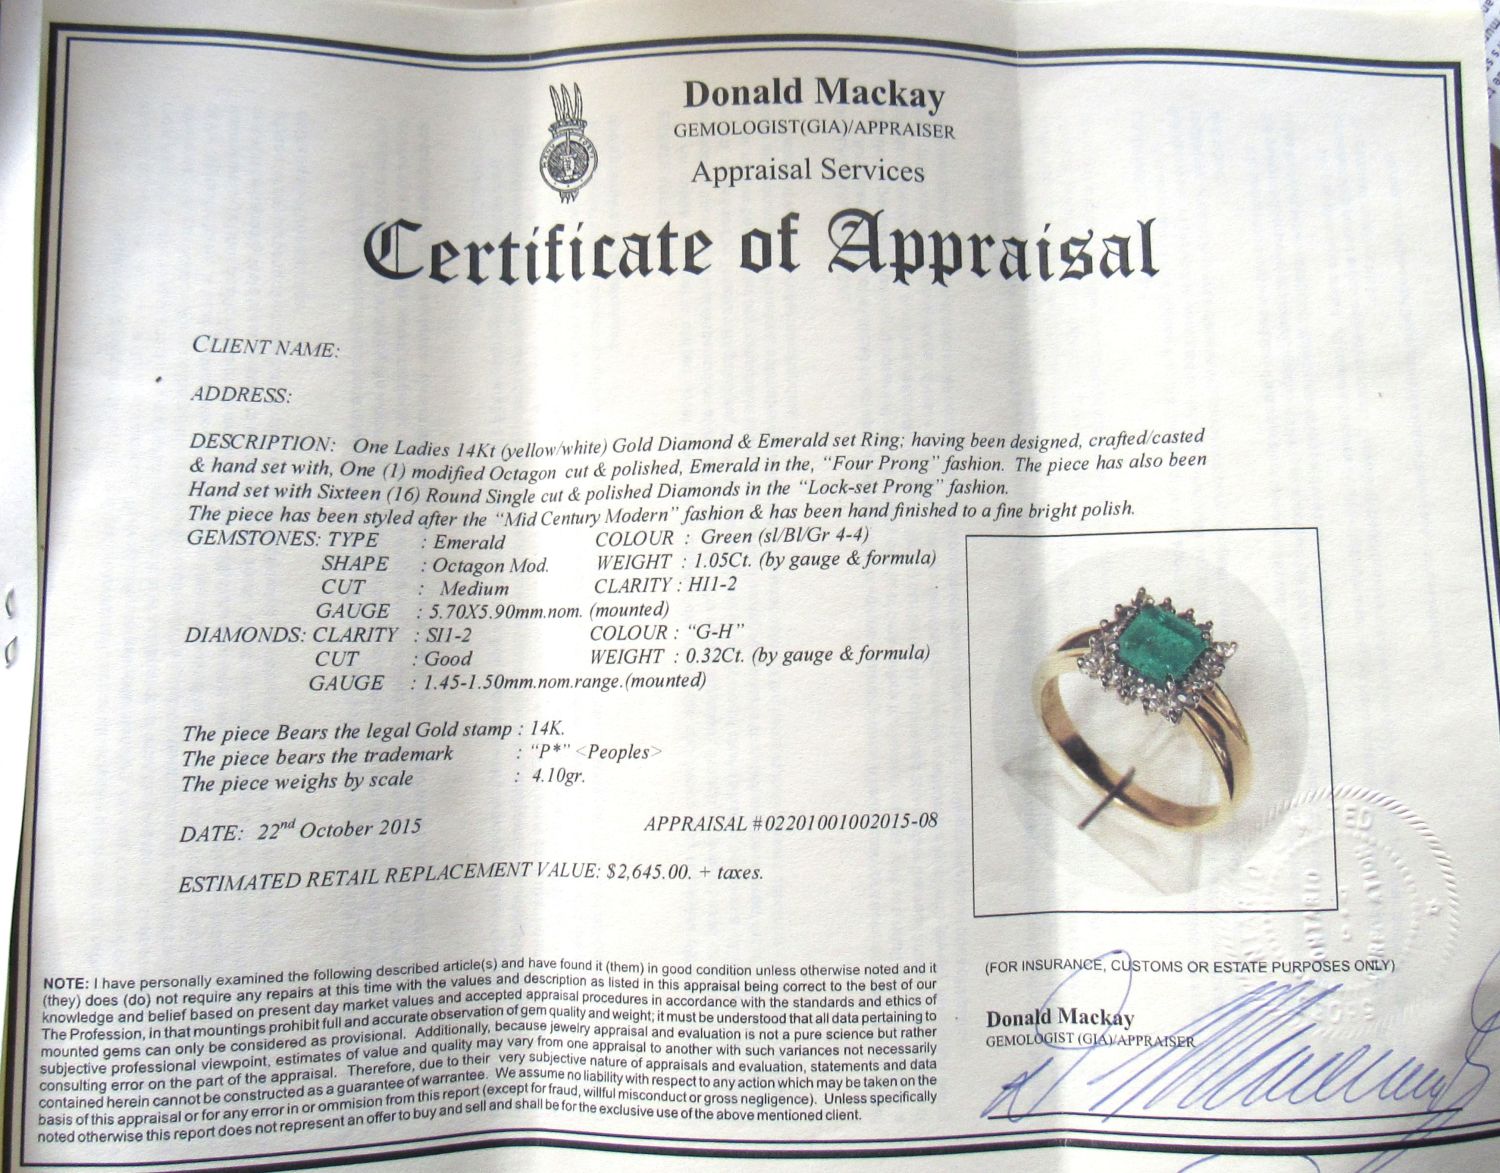 Donald Mackay
GEMOLOGIST(GIA)/APPRAISER
Appraisal Services
Certificate of Appraisal
CLIENT NAME:
ADDRESS:
DESCRIPTION: One Ladies 14Kt (yellow/white) Gold Diamond & Emerald set Ring; having been designed, crafted/casted
& hand set with, One (1) modified Octagon cut & polished, Emerald in the, “Four Prong” fashion. The piece has also been
Hand set with Sixteen (16) Round Single cut & polished Diamonds in the “Lock-set Prong” fashion.
The piece has been styled after the “Mid Century Modern” fashion & has been hand finished to a fine bright polish.
GEMSTONES: TYPE : Emerald COLOUR : Green (sl/Bl/Gr 4-4)
SHAPE : Octagon Mod. WEIGHT : 1.05Ct. (by gauge & formula)
CUT : Medium CLARITY : HI1-2
GAUGE : 5.70X5.90mm.nom. (mounted)
DIAMONDS: CLARITY : SI1-2 COLOUR : “G-H”
CUT : Good WEIGHT : 0.32Ct. (by gauge & formula)
GAUGE : 1.45-1.50mm.nom.range.(mounted)
The piece Bears the legal Gold stamp : 14K.
The piece bears the trademark : “P*” <Peoples>
The piece weighs by scale : 4.10gr.
DATE: 22nd October 2015 APPRAISAL #02201001002015-08
ESTIMATED RETAIL REPLACEMENT VALUE: $2,645.00. + taxes.
NOTE: I have personally examined the following described article(s) and have found it (them) in good condition unless otherwise noted and it
(they) does (do) not require any repairs at this time with the values and description as listed in this appraisal being correct to the best of our
knowledge and belief based on present day market values and accepted appraisal procedures in accordance with the standards and ethics of
The Profession, in that mountings prohibit full and accurate observation of gem quality and weight; it must be understood that all data pertaining to
mounted gems can only be considered as provisional. Additionally, because jewelry appraisal and evaluation is not a pure science but rather
subjective professional viewpoint, estimates of value and quality may vary from one appraisal to another with such variances not necessarily
consulting error on the part of the appraisal. Therefore, due to their very subjective nature of appraisals and evaluation, statements and data
contained herein cannot be constructed as a guarantee of warrantee. We assume no liability with respect to any action which may be taken on the
basis of this appraisal or for any error in or ommision from this report (except for fraud, willful misconduct or gross negligence). Unless specifically
noted otherwise this report does not represent an offer to buy and sell and shall be for the exclusive use of the above mentioned client.
(FOR INSURANCE, CUSTOMS OR ESTATE PURPOSES ONLY)
Donald Mackay
GEMOLOGIST (GIA)/APPRAISER
ONTARIO